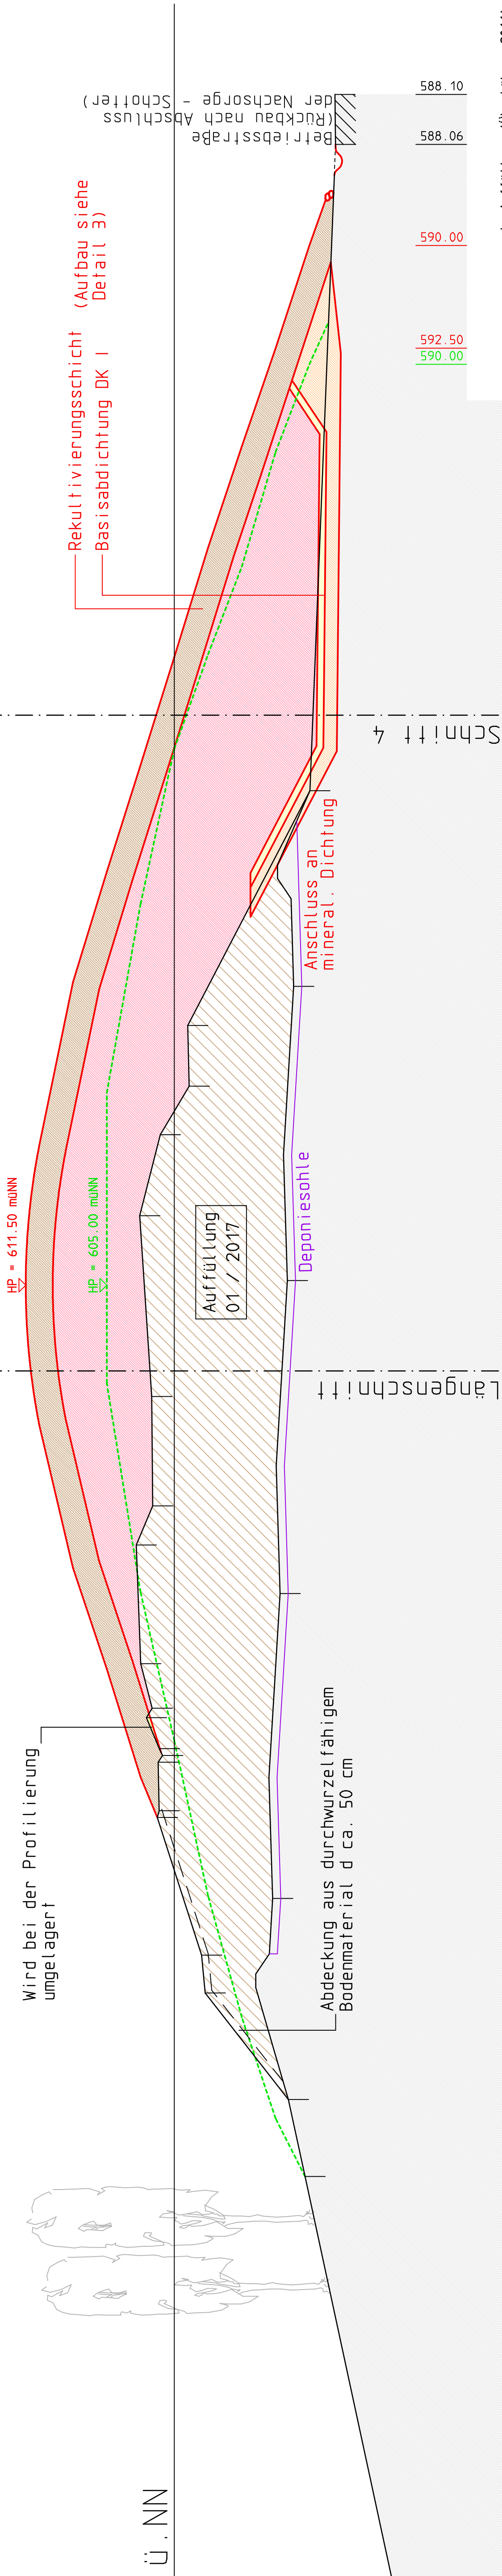 588.10
588.06
Betriebsstraße
(Rückbau nach Abschluss
der Nachsorge - Schotter)
590.00
592.50
590.00
Rekultivierungsschicht (Aufbau siehe
Detail 3)
Basisabdichtung DK I
Schnitt 4
Anschluss an
mineral. Dichtung
HP = 611.50 müNN
HP = 605.00 müNN
Auffüllung
01 / 2017
Deponiesohle
Längenschnitt
Wird bei der Profilierung
umgelagert
Abdeckung aus durchwurzelfähigem
Bodenmaterial d ca. 50 cm
ü.NN